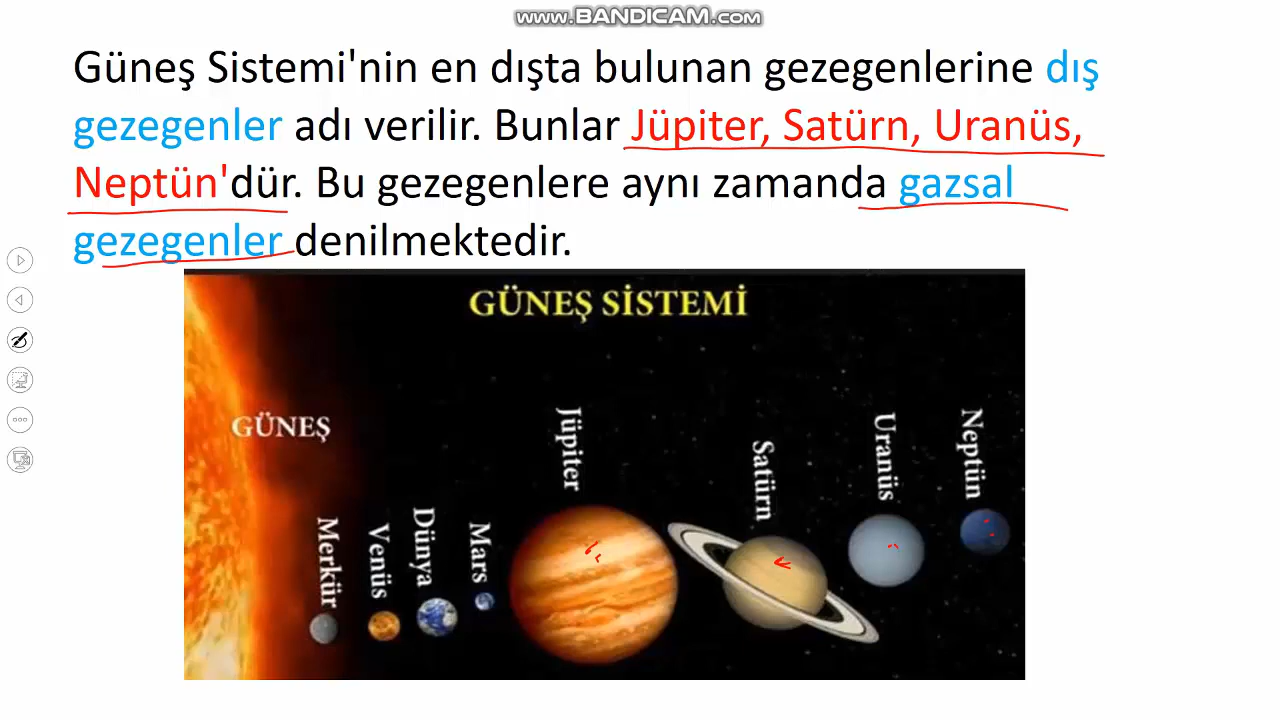 www.BANDICAM.com
Güneş Sistemi'nin en dışta bulunan gezegenlerine dış
gezegenler adı verilir. Bunlar Jüpiter, Satürn, Uranüs,
Neptün'dür. Bu gezegenlere aynı zamanda gazsal
gezegenler denilmektedir.
GÜNEŞ SİSTEMİ
GÜNEŞ
Merkür
Venüs
Dünya
Mars
Jüpiter
Satürn
Uranüs
Neptün